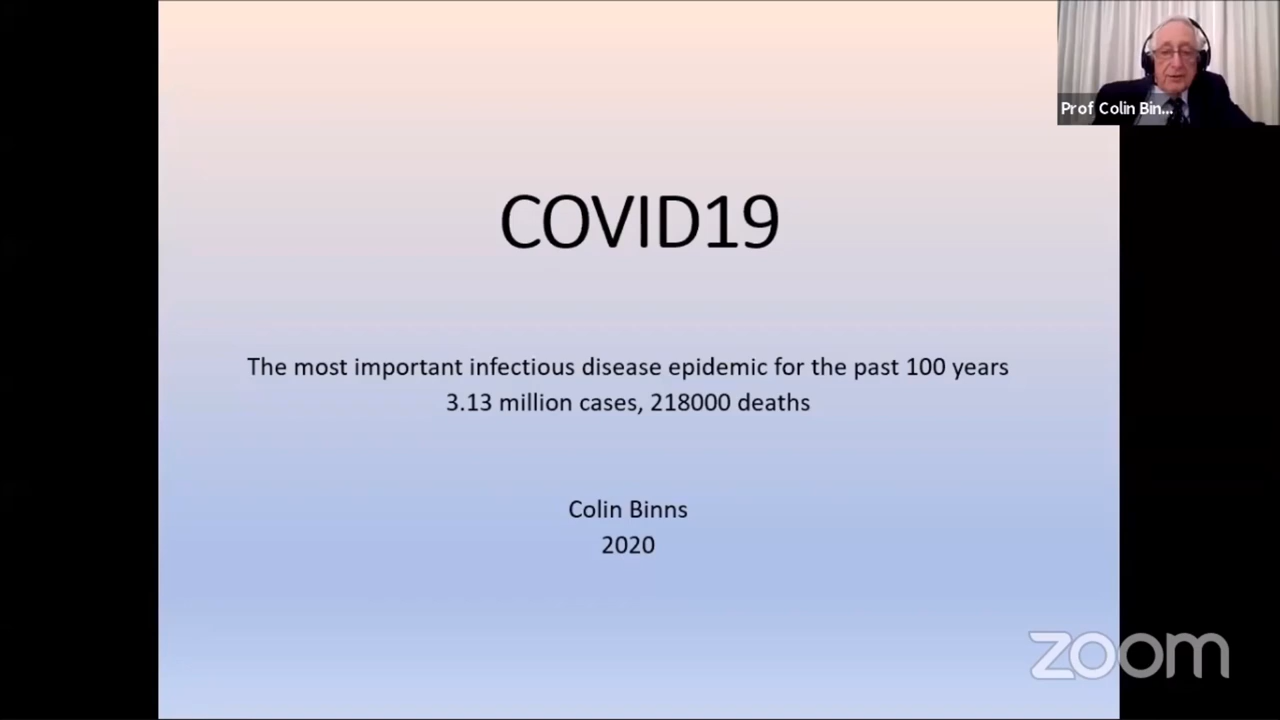 Prof Colin Bin...
COVID19
The most important infectious disease epidemic for the past 100 years
3.13 million cases, 218000 deaths
Colin Binns
2020
zoom